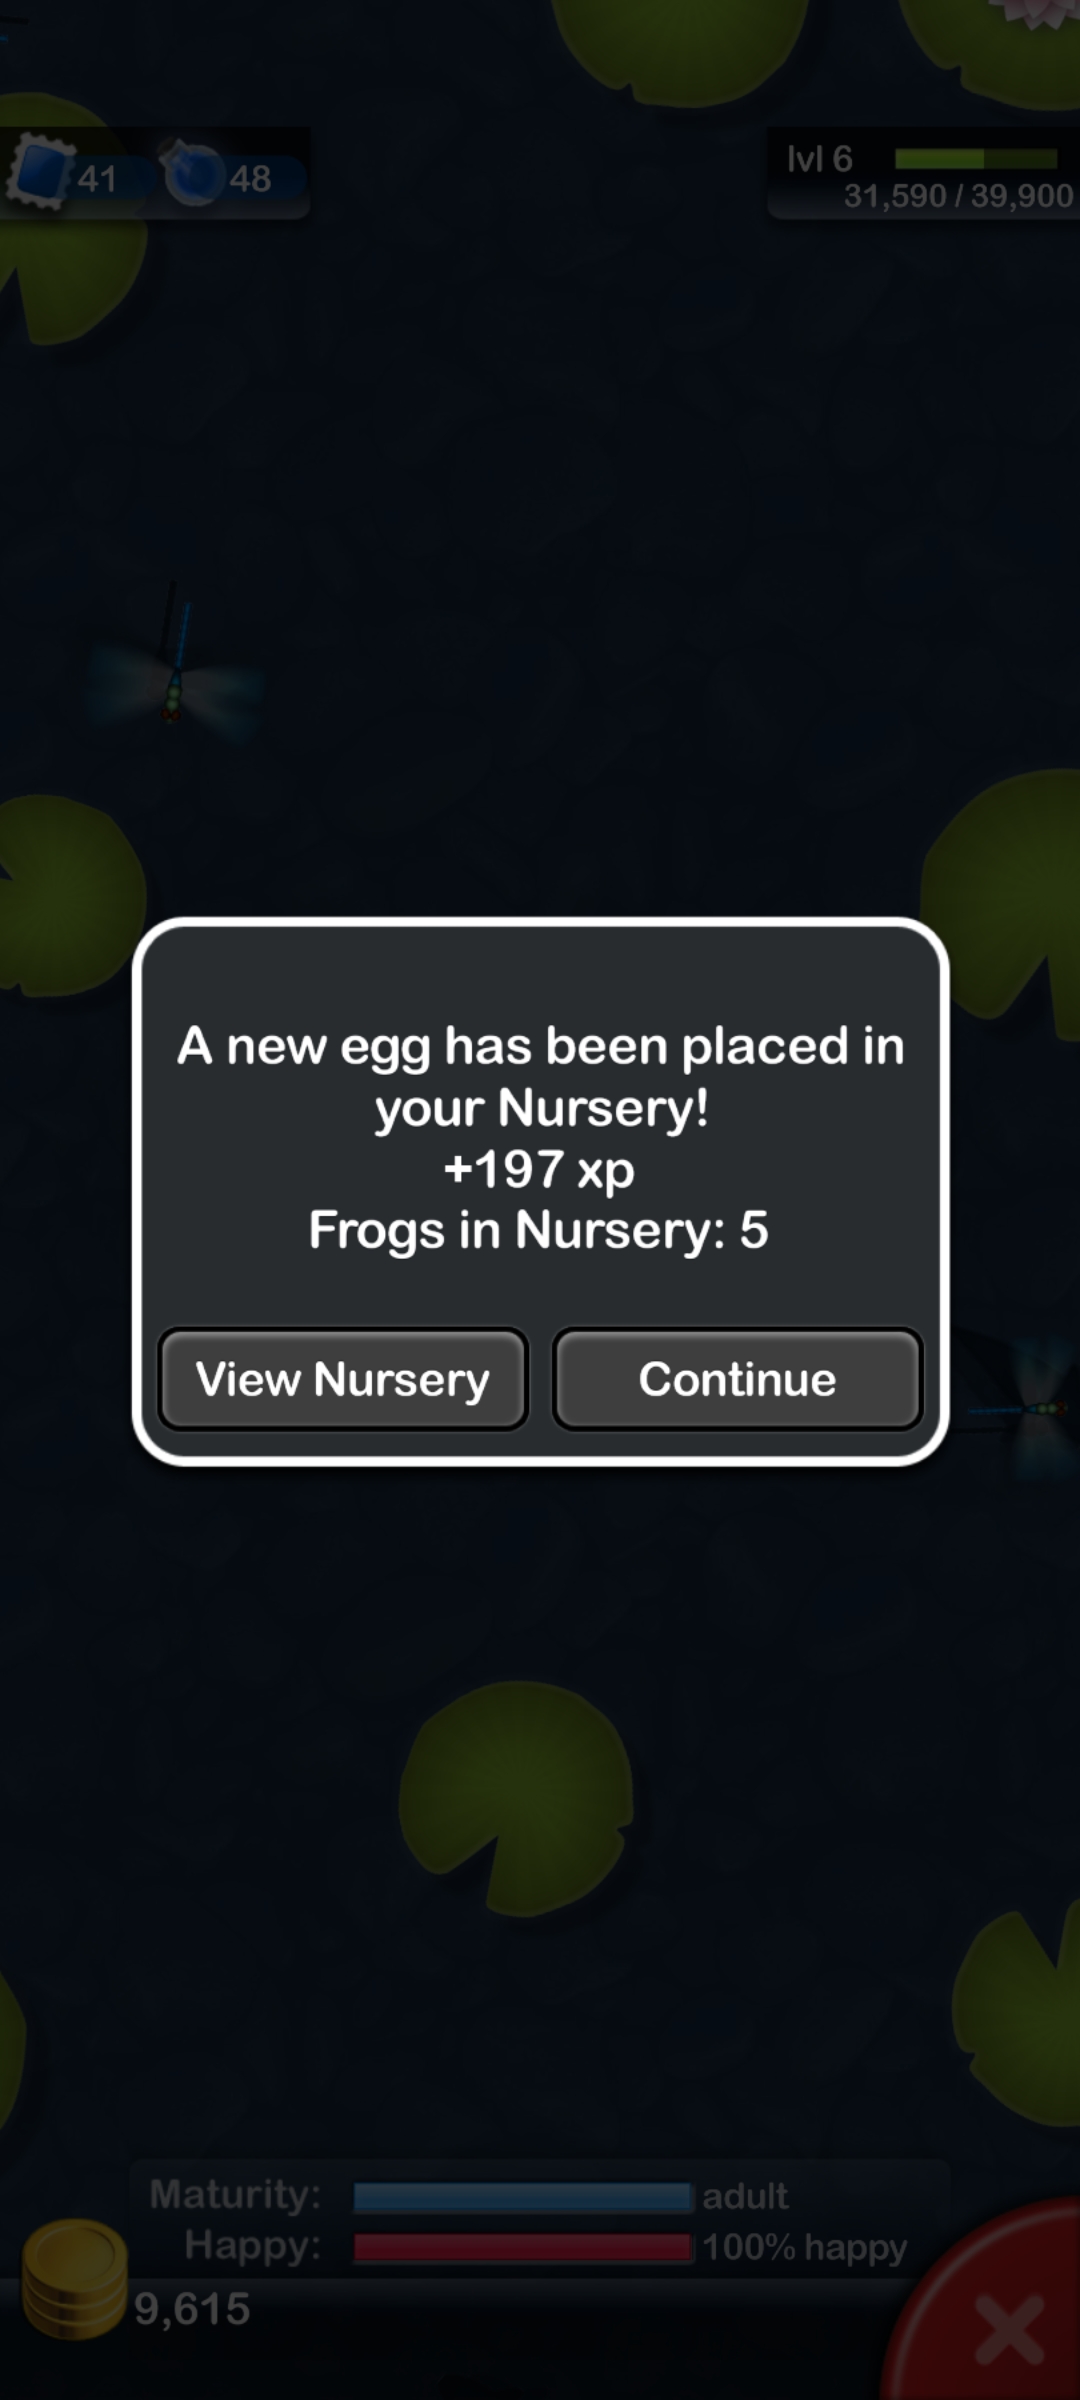 41
48
lvl 6
31,590 / 39,900
A new egg has been placed in
your Nursery!
+197 xp
Frogs in Nursery: 5
View Nursery
Continue
Maturity:
adult
Happy:
100% happy
9,615